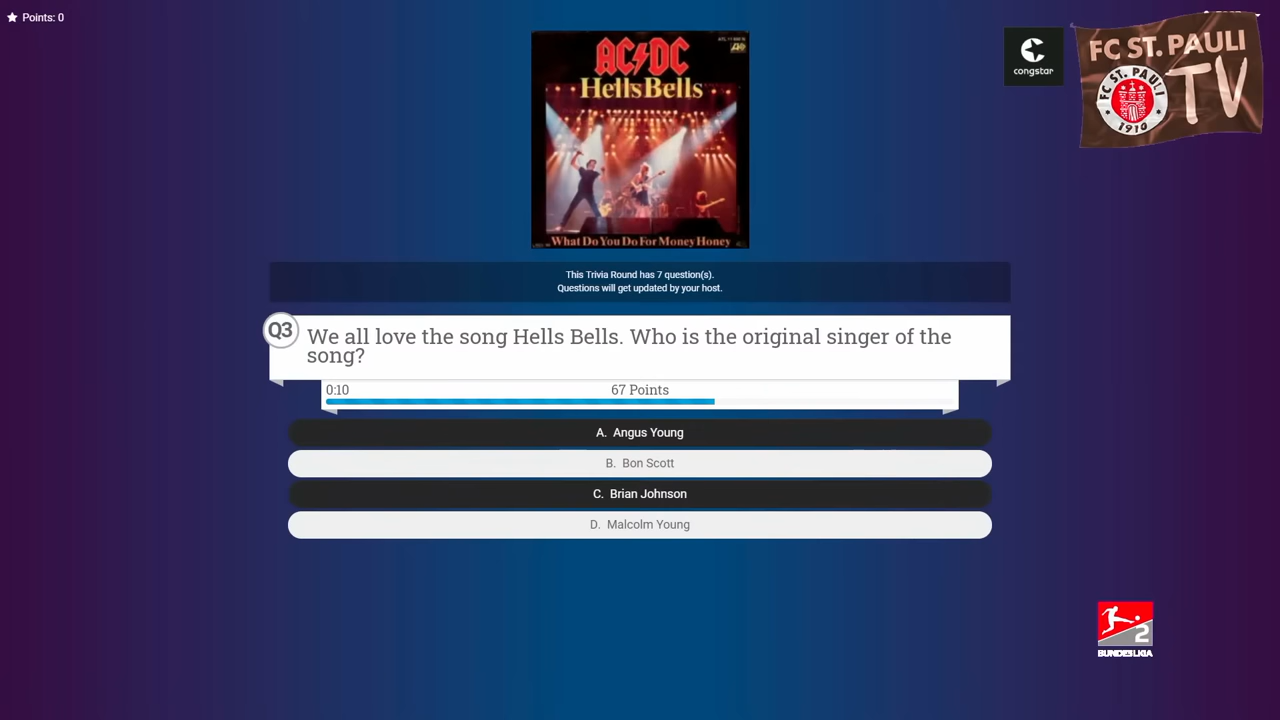 Points: 0
AC DC
Hells Bells
What Do You Do For Money Honey
congstar
FC ST. PAULI
TV
FC ST. PAULI
1910
This Trivia Round has 7 question(s).
Questions will get updated by your host.
Q3
We all love the song Hells Bells. Who is the original singer of the
song?
0:10
67 Points
A. Angus Young
B. Bon Scott
C. Brian Johnson
D. Malcolm Young
2
BUNDESLIGA